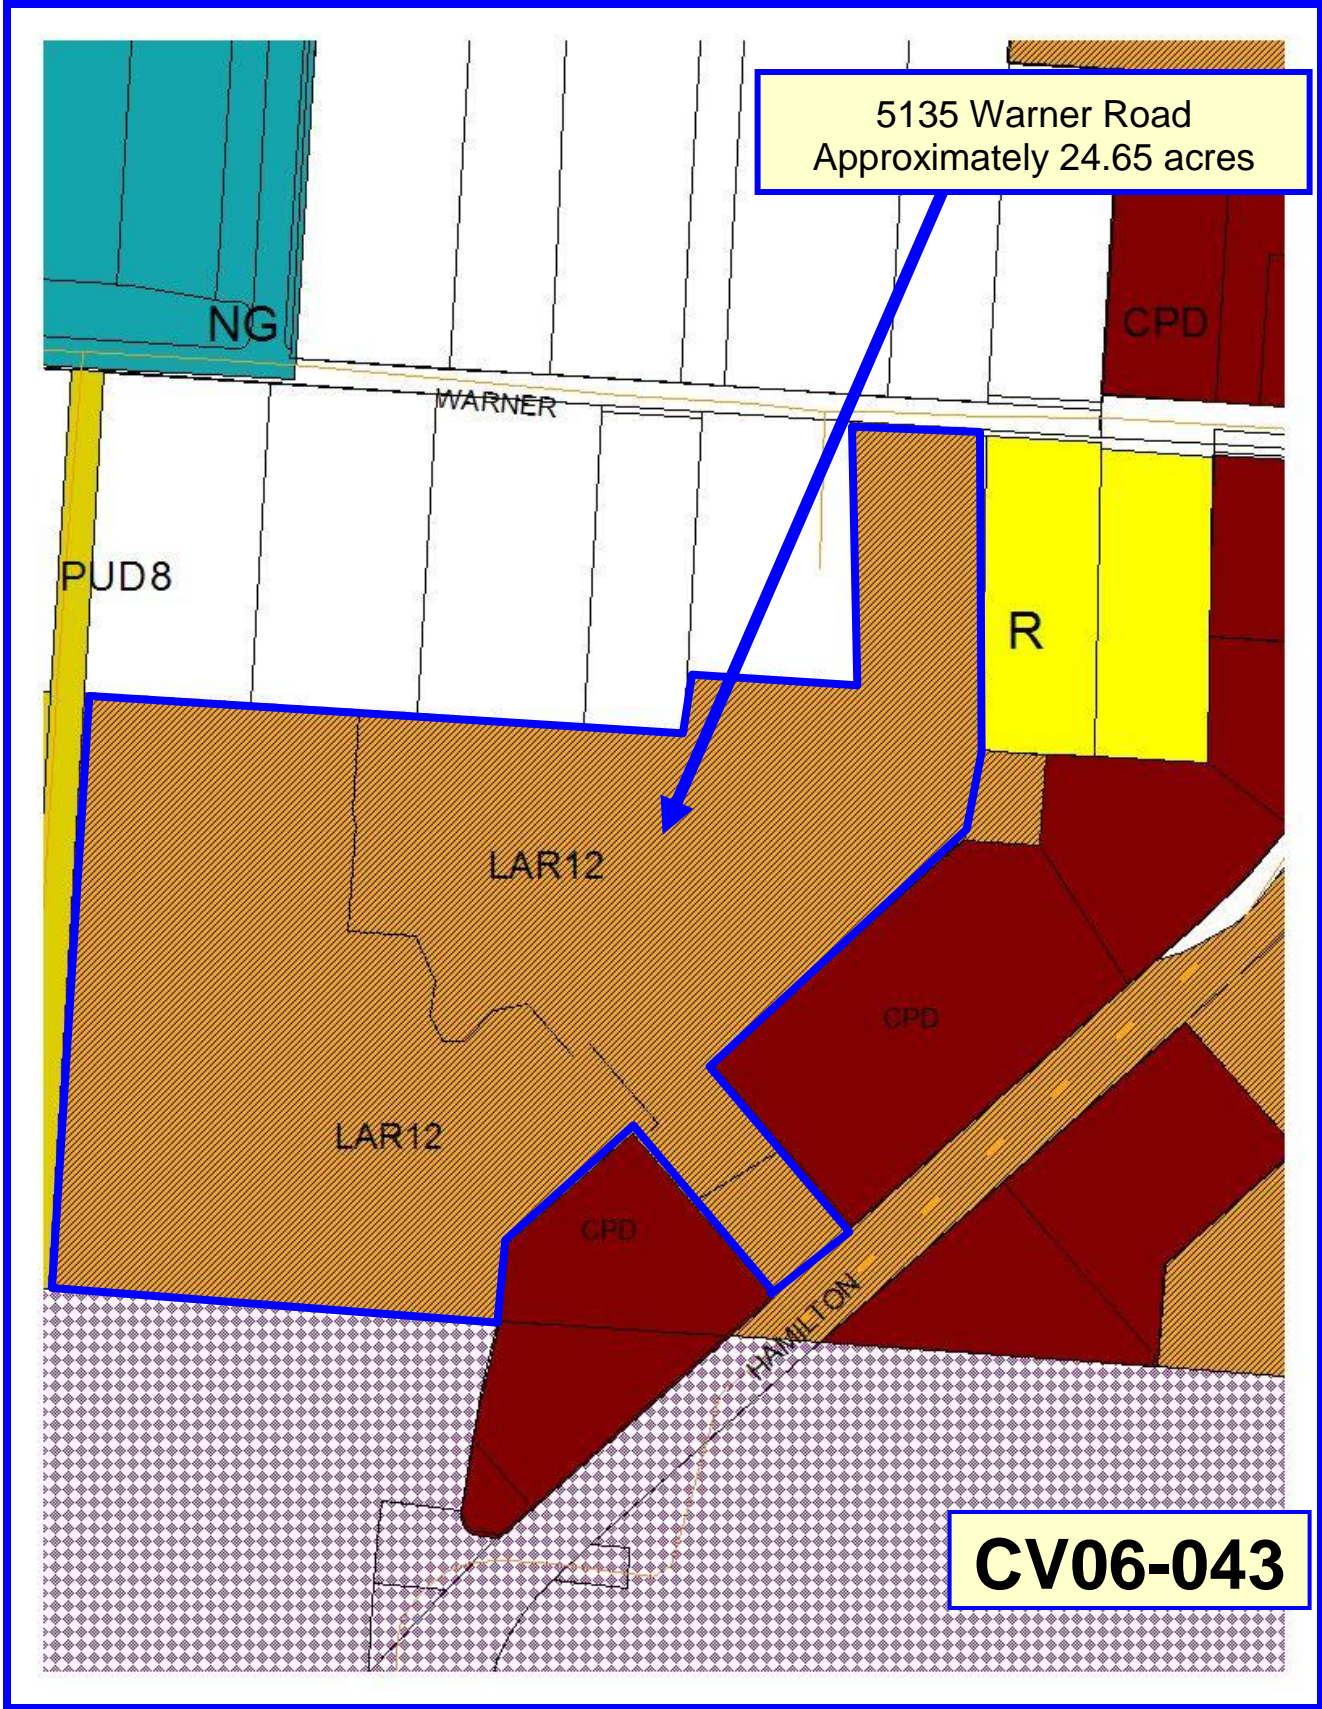 5135 Warner Road
Approximately 24.65 acres
NG
CPD
WARNER
PUD8
R
LAR12
CPD
LAR12
CPD
HAMILTON
CV06-043